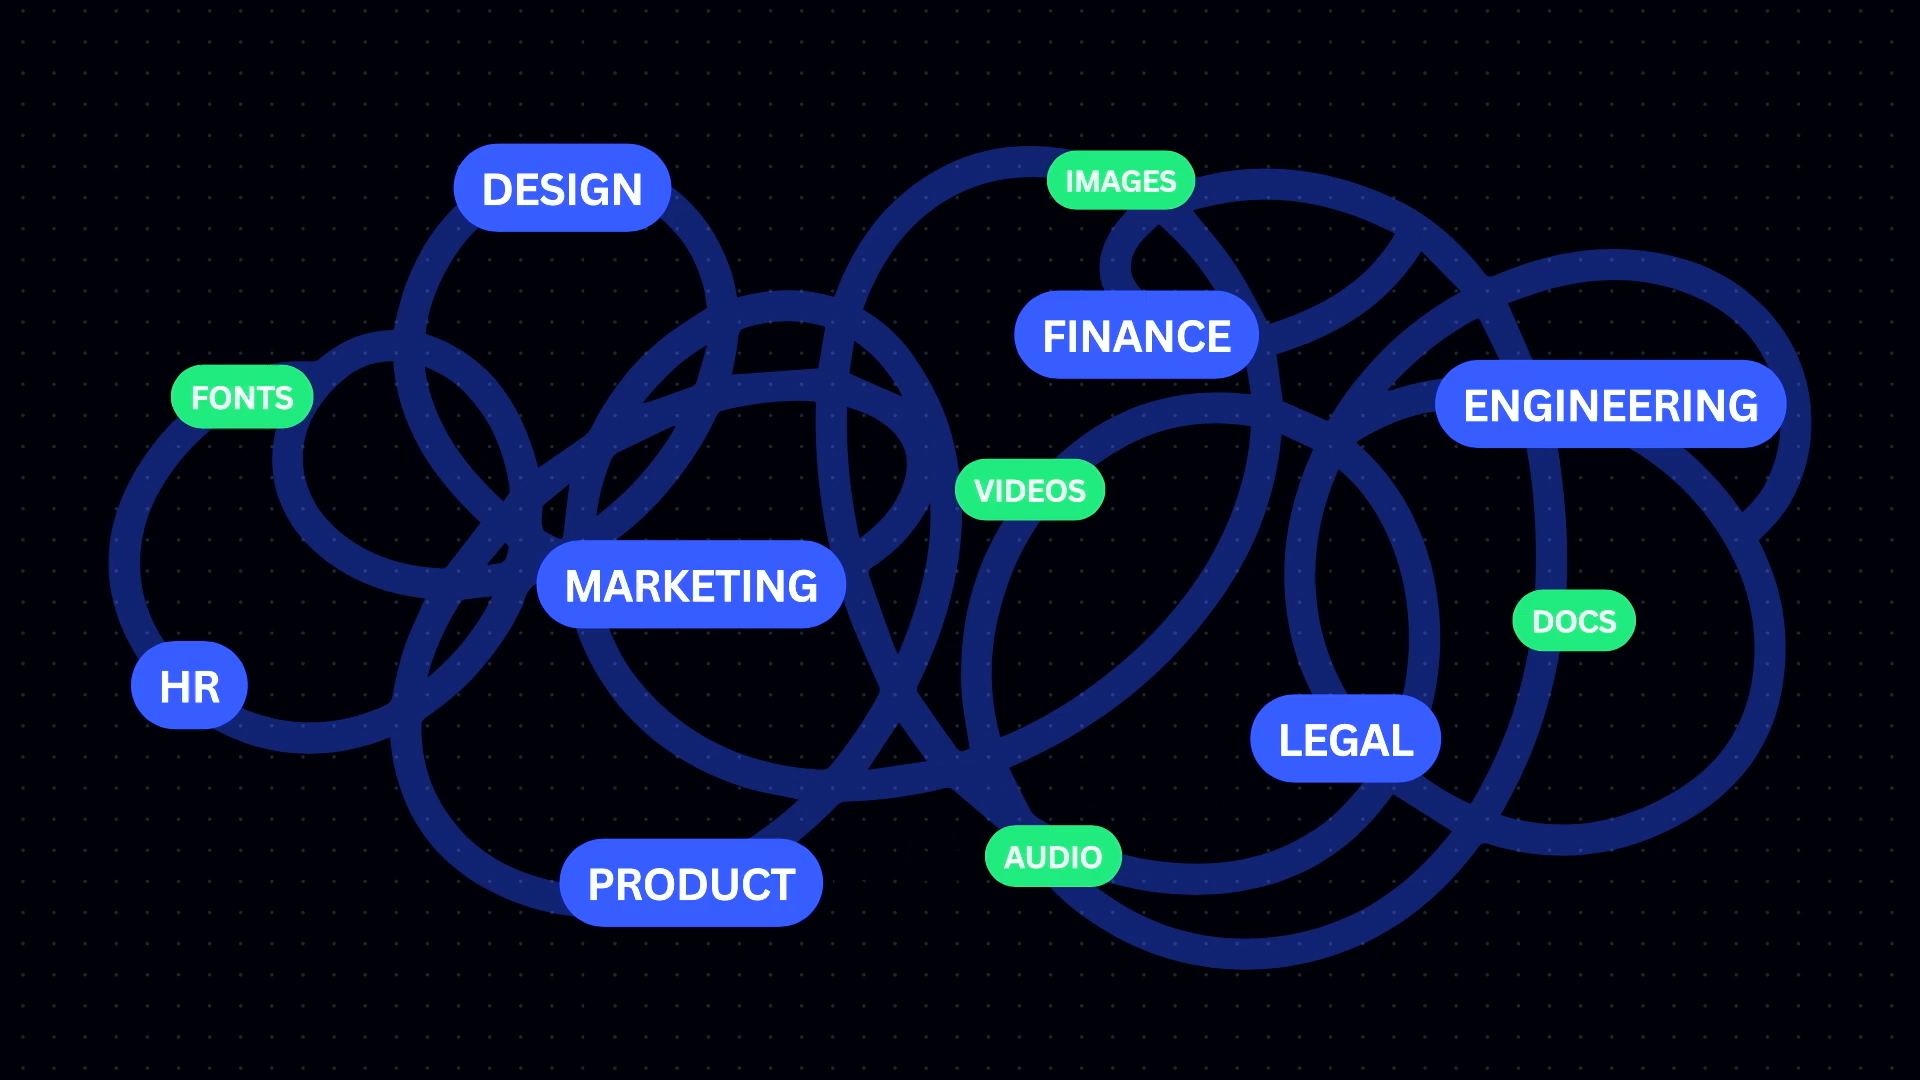 DESIGN
IMAGES
FINANCE
FONTS
ENGINEERING
VIDEOS
MARKETING
DOCS
HR
LEGAL
AUDIO
PRODUCT